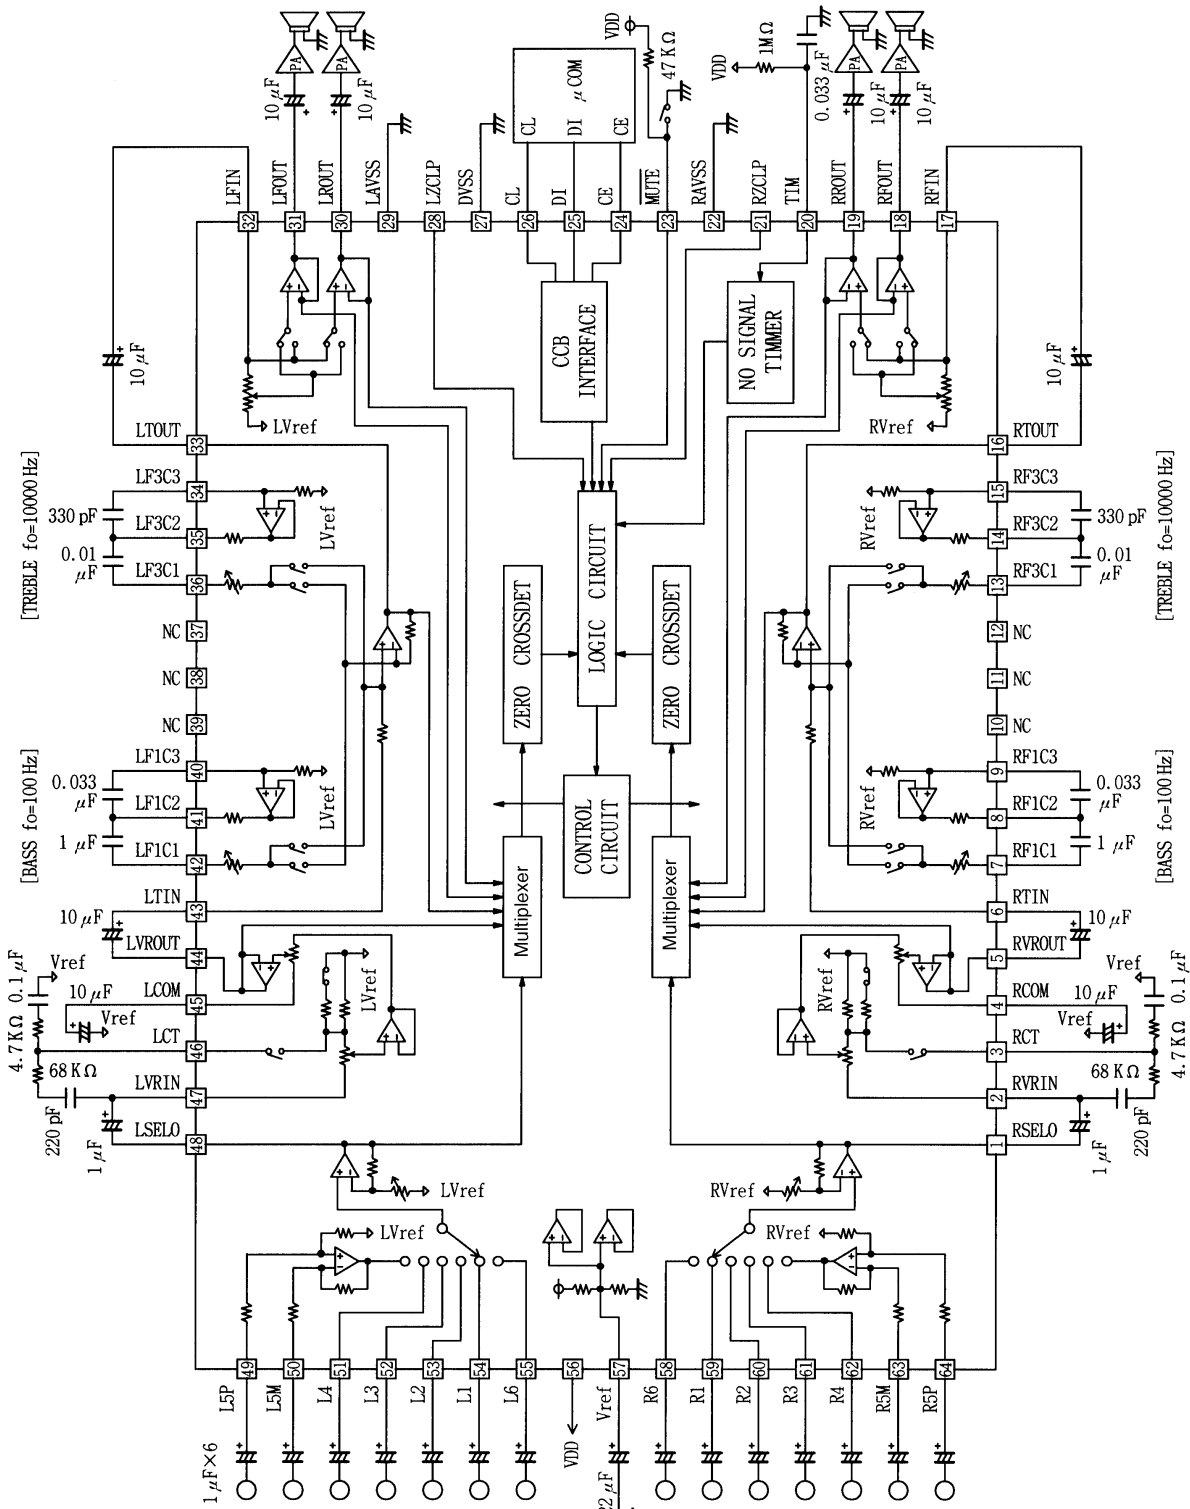 PA
PA
10 μF
10 μF
μCOM
CL
DI
CE
VDD
47 KΩ
VDD
1MΩ
0.033 μF
PA
PA
10 μF
10 μF
LFIN
LFOUT
LROUT
LAVSS
LZCLP
DVSS
CL
DI
CE
MUTE
RAVSS
RZCLP
TIM
RROUT
RFOUT
RFIN
32
31
30
29
28
27
26
25
24
23
22
21
20
19
18
17
10 μF
CCB
INTERFACE
NO SIGNAL
TIMMER
10 μF
LVref
RVref
LTOUT
33
16
RTOUT
[TREBLE fo=10000Hz]
LF3C3
34
15
RF3C3
[TREBLE fo=10000Hz]
330 pF
LF3C2
35
LVref
RVref
14
RF3C2
330 pF
0.01
μF
LF3C1
36
13
RF3C1
0.01
μF
ZERO CROSSDET
LOGIC CIRCUIT
ZERO CROSSDET
NC
37
12
NC
NC
38
11
NC
NC
39
10
NC
[BASS fo=100Hz]
LF1C3
40
9
RF1C3
[BASS fo=100Hz]
0.033
μF
LF1C2
41
LVref
RVref
8
RF1C2
0.033
μF
1 μF
LF1C1
42
7
RF1C1
1 μF
CONTROL
CIRCUIT
Multiplexer
Multiplexer
LTIN
43
6
RTIN
10 μF
LVROUT
44
5
RVROUT
10 μF
Vref
0.1 μF
10 μF
LCOM
45
LVref
RVref
4
RCOM
10 μF
Vref
0.1 μF
Vref
Vref
4.7KΩ
LCT
46
3
RCT
4.7KΩ
68 KΩ
LVRIN
47
2
RVRIN
68 KΩ
220 pF
1 μF
LSELO
48
1
RSELO
1 μF
220 pF
LVref
RVref
LVref
RVref
49
50
51
52
53
54
55
56
57
58
59
60
61
62
63
64
L5P
L5M
L4
L3
L2
L1
L6
VDD
Vref
R6
R1
R2
R3
R4
R5M
R5P
1 μF×6
22 μF